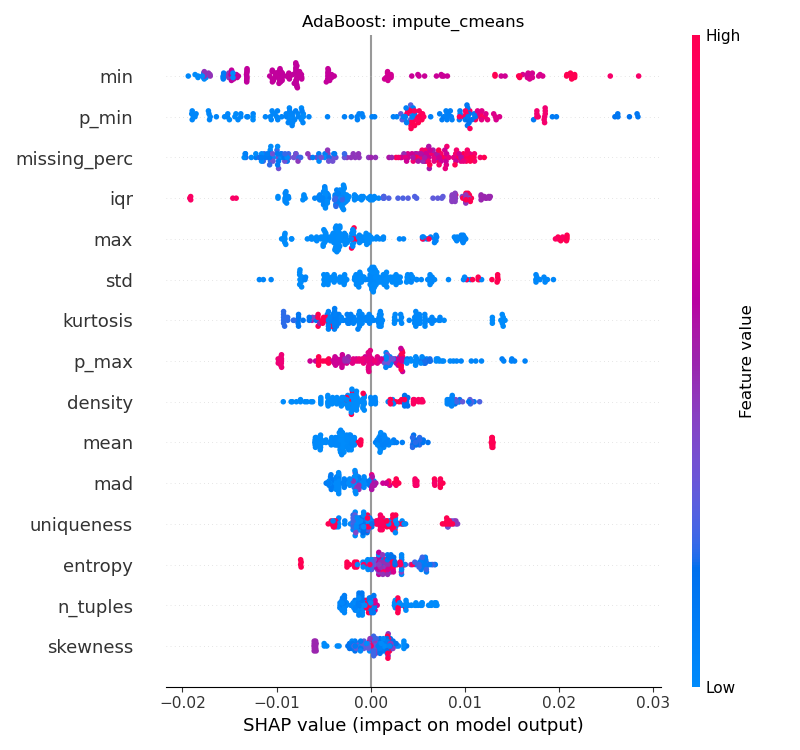 AdaBoost: impute_cmeans
High
min
p_min
missing_perc
iqr
max
std
kurtosis
p_max
density
mean
mad
uniqueness
entropy
n_tuples
skewness
Feature value
Low
−0.02 −0.01 0.00 0.01 0.02 0.03
SHAP value (impact on model output)